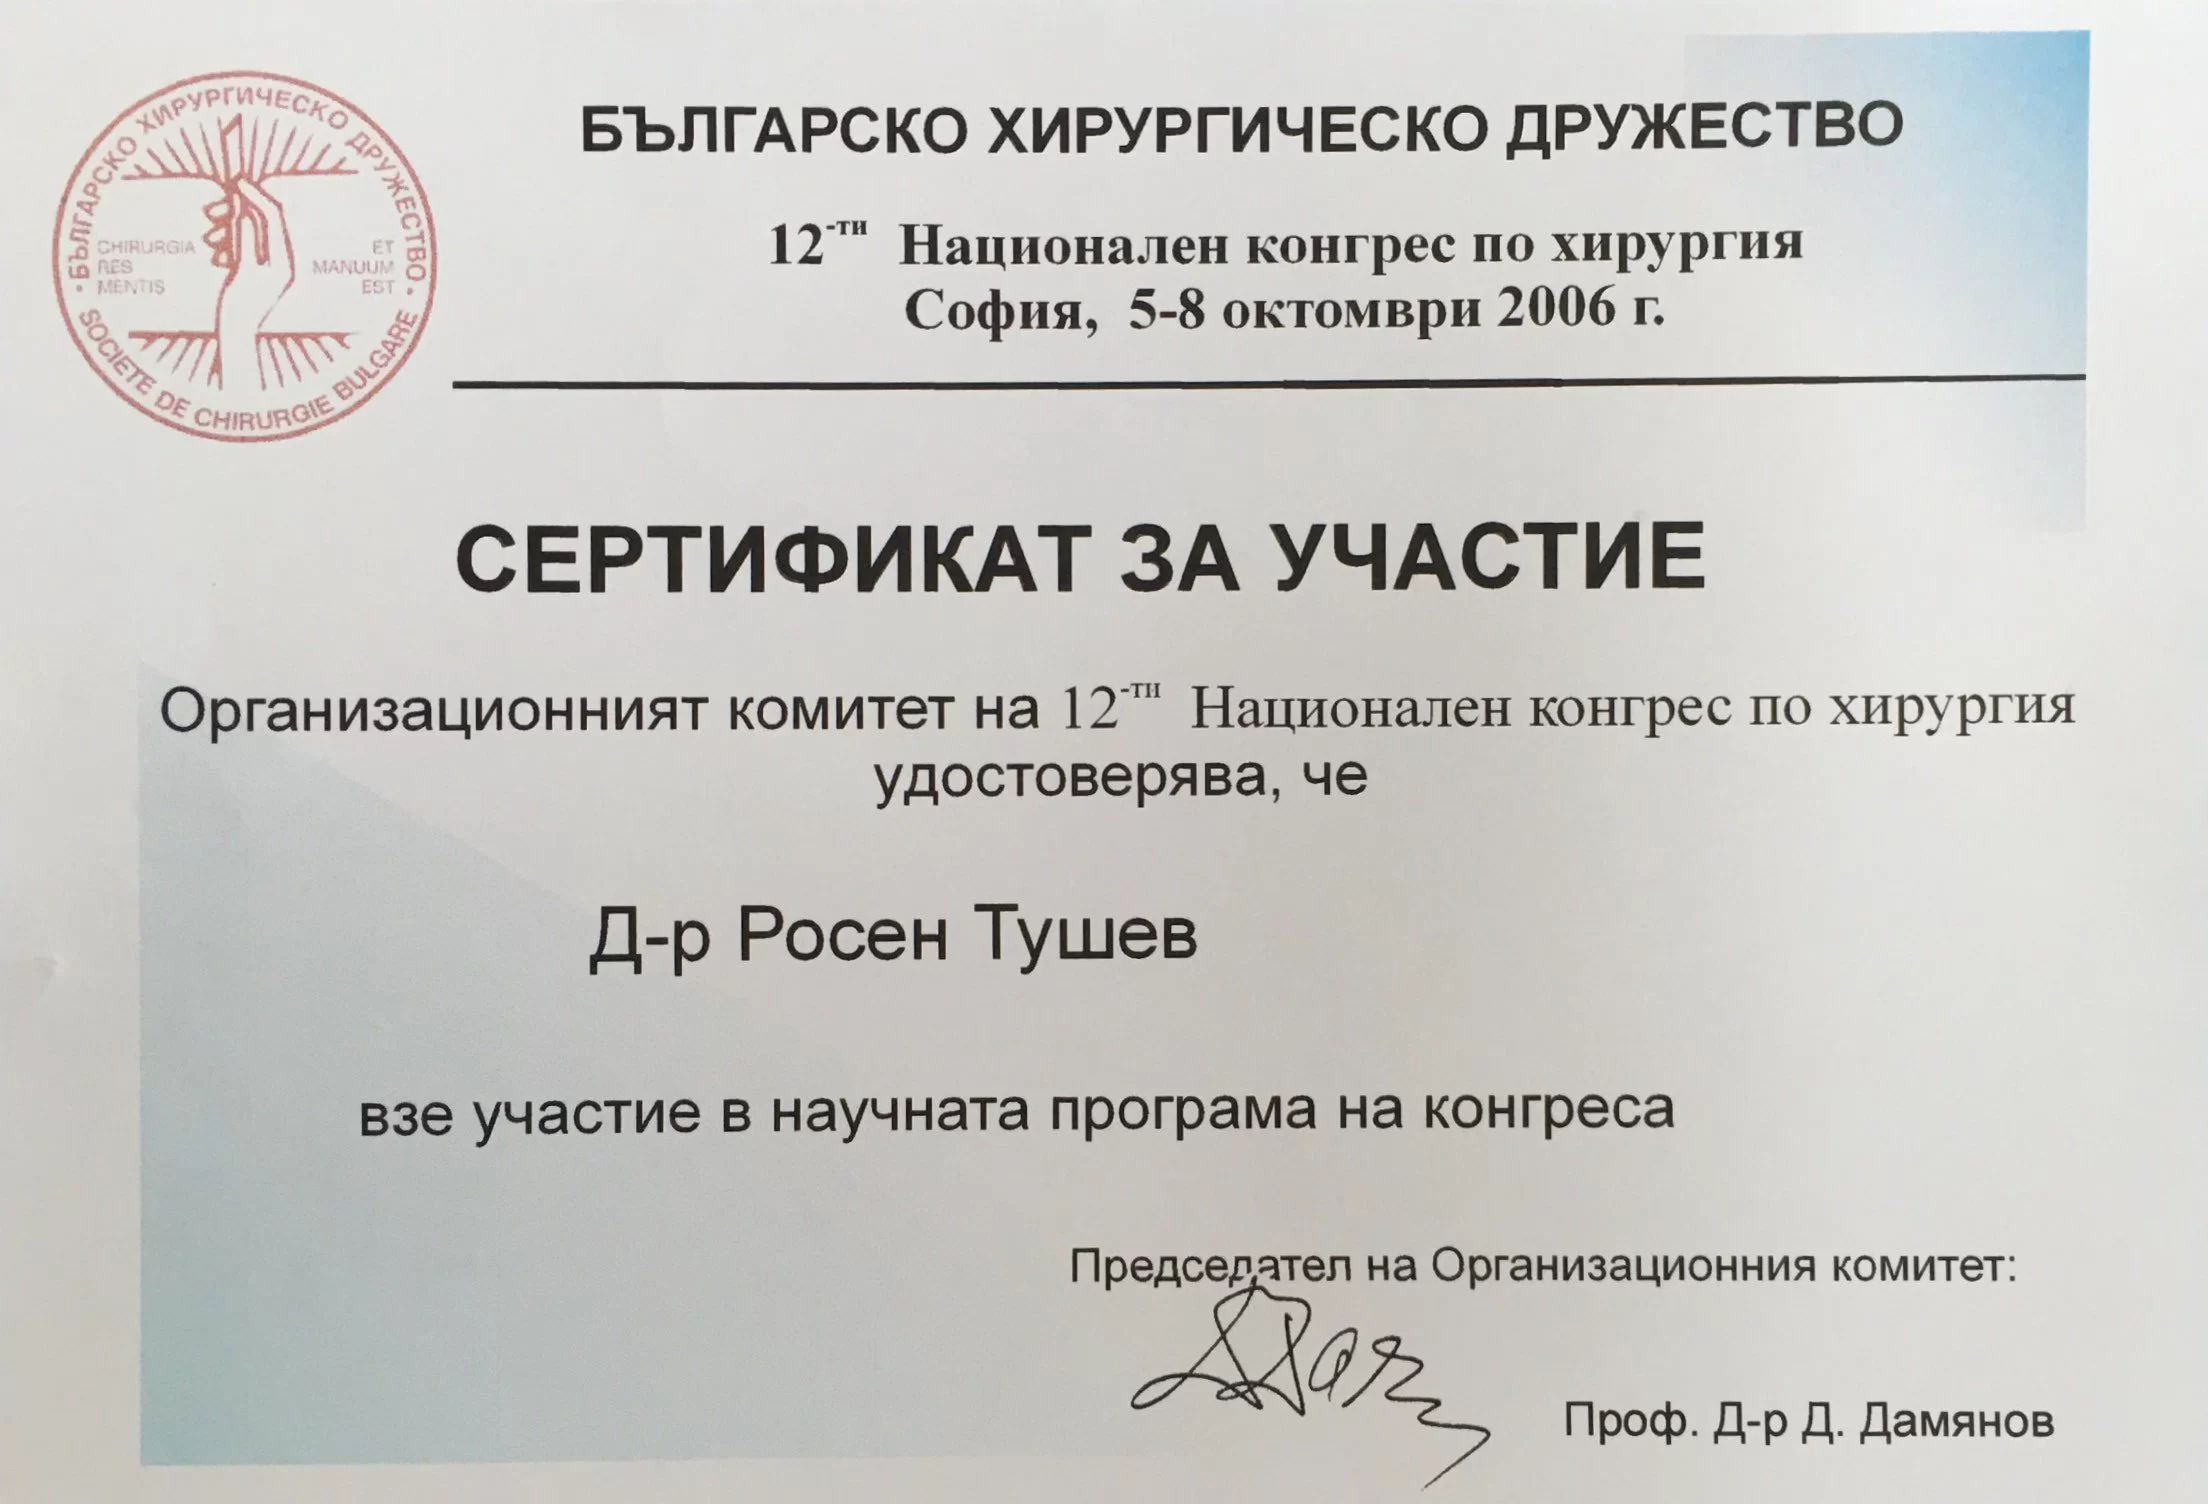 БЪЛГАРСКО ХИРУРГИЧЕСКО ДРУЖЕСТВО
SOCIETE DE CHIRURGIE BULGARE
CHIRURGIA ET
RES MANUUM
MENTIS EST
БЪЛГАРСКО ХИРУРГИЧЕСКО ДРУЖЕСТВО
12-ти Национален конгрес по хирургия
София, 5-8 октомври 2006 г.
СЕРТИФИКАТ ЗА УЧАСТИЕ
Организационният комитет на 12-ти Национален конгрес по хирургия
удостоверява, че
Д-р Росен Тушев
взе участие в научната програма на конгреса
Председател на Организационния комитет:
Проф. Д-р Д. Дамянов